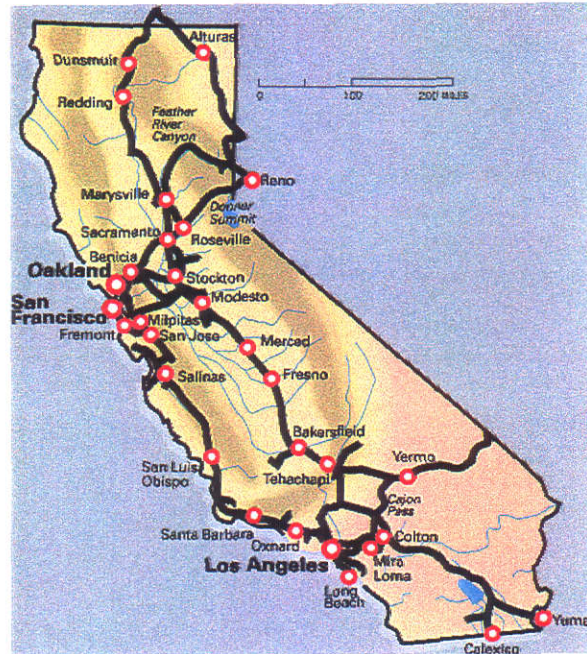 Alturas
Dunsmuir
0 100 200 MILES
Redding
Feather
River
Canyon
Reno
Marysville
Donner
Summit
Sacramento
Roseville
Benicia
Oakland
Stockton
San
Francisco
Modesto
Milpitas
Fremont
San Jose
Merced
Salinas
Fresno
Bakersfield
San Luis
Obispo
Tehachapi
Yermo
Cajon
Pass
Santa Barbara
Oxnard
Colton
Los Angeles
Mira
Loma
Long
Beach
Yuma
Calexico